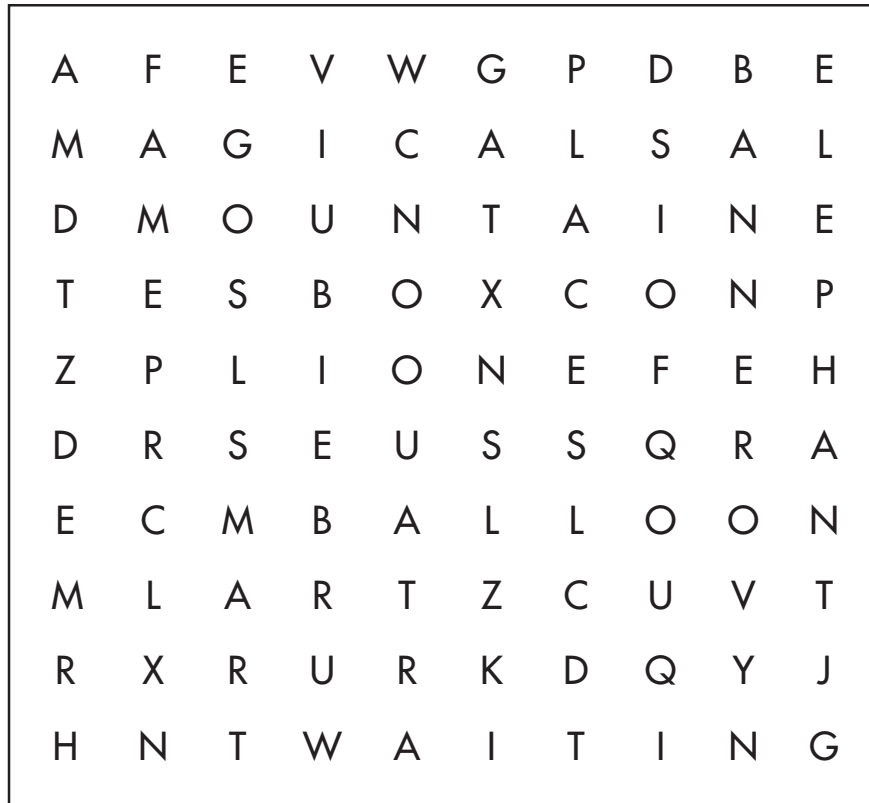 A F E V W G P D B E
M A G I C A L S A L
D M O U N T A I N E
T E S B O X C O N P
Z P L I O N E F E H
D R S E U S S Q R A
E C M B A L L O O N
M L A R T Z C U V T
R X R U R K D Q Y J
H N T W A I T I N G